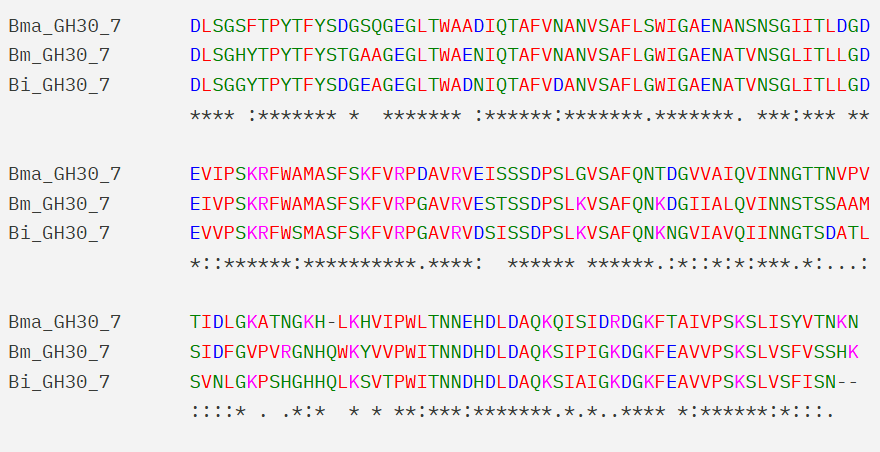 Bma_GH30_7 DLSGSFTPYTFYSDGSQGEGLTWAADIQTAFVNANVSAFLSWIGAENANSNSGIITLDGD
Bm_GH30_7 DLSGHYTPYTFYSTGAAGEGLTWAENIQTAFVNANVSAFLGWIGAENATVNSGLITLLGD
Bi_GH30_7 DLSGGYTPYTFYSDGEAGEGLTWADNIQTAFVDANVSAFLGWIGAENATVNSGLITLLGD
**** :******* *  ******* :******:*******.*******. ***:*** **
Bma_GH30_7 EVIPSKRFWAMASFSKFVRPDAVRVEISSSDPSLGVSAFQNTDGVVAIQVINNGTTNVPV
Bm_GH30_7 EIVPSKRFWAMASFSKFVRPGAVRVESTSSDPSLKVSAFQNKDGIIALQVINNSTSSAAM
Bi_GH30_7 EVVPSKRFWSMASFSKFVRPGAVRVDSISSDPSLKVSAFQNKNGVIAVQIINNGTSDATL
*::******:**********.****:  ****** ******.:*::*:*:***.*:...:
Bma_GH30_7 TIDLGKATNGKH-LKHVIPWLTNNEHDLDAQKQISIDRDGKFTAIVPSKSLISYVTNKN
Bm_GH30_7 SIDFGVPVRGNHQWKYVVPWITNNDHDLDAQKSIPIGKDGKFEAVVPSKSLVSFVSSHK
Bi_GH30_7 SVNLGKPSHGHHQLKSVTPWITNNDHDLDAQKSIAIGKDGKFEAVVPSKSLVSFISN--
::::* . .*:*  * * **:***:*******.*.*..**** *:******:*:::.